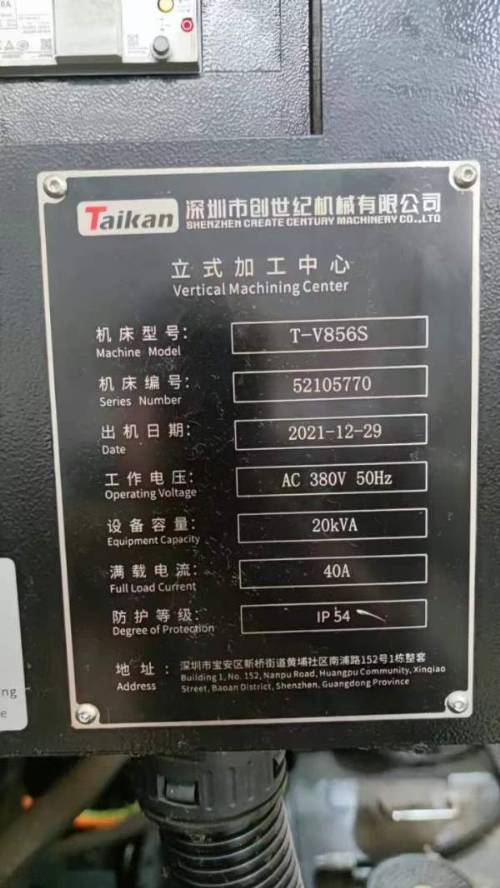 Taikan 深圳市创世纪机械有限公司
SHENZHEN CREATE CENTURY MACHINERY CO.,LTD
立式加工中心
Vertical Machining Center
机床型号: T-V856S
Machine Model
机床编号: 52105770
Series Number
出机日期: 2021-12-29
Date
工作电压: AC 380V 50Hz
Operating Voltage
设备容量: 20kVA
Equipment Capacity
满载电流: 40A
Full Load Current
防护等级: IP 54
Degree of Protection
地址: 深圳市宝安区新桥街道黄埔社区南浦路152号1栋整套
Address Building 1, No. 152, Nanpu Road, Huangpu Community, Xinqiao
Street, Baoan District, Shenzhen, Guangdong Province